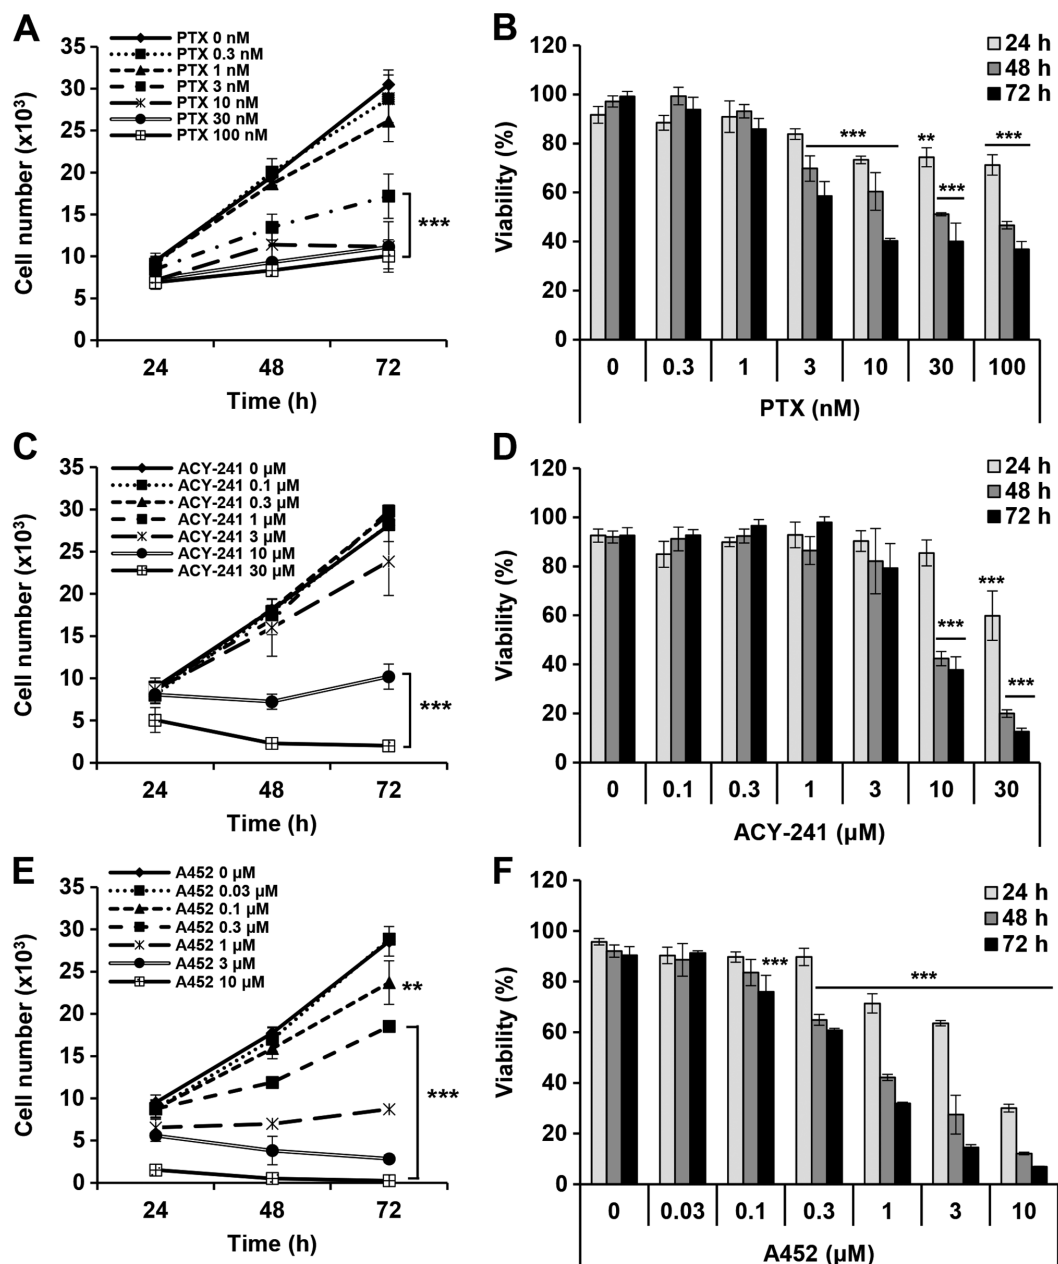 A
PTX 0 nM
PTX 0.3 nM
PTX 1 nM
PTX 3 nM
PTX 10 nM
PTX 30 nM
PTX 100 nM
Cell number (x10³)
35
30
25
20
15
10
5
0
***
24 48 72
Time (h)
B
24 h
48 h
72 h
Viability (%)
120
100
80
60
40
20
0
*** ** *** ***
0 0.3 1 3 10 30 100
PTX (nM)
C
ACY-241 0 µM
ACY-241 0.1 µM
ACY-241 0.3 µM
ACY-241 1 µM
ACY-241 3 µM
ACY-241 10 µM
ACY-241 30 µM
Cell number (x10³)
35
30
25
20
15
10
5
0
***
24 48 72
Time (h)
D
24 h
48 h
72 h
Viability (%)
120
100
80
60
40
20
0
*** *** ***
0 0.1 0.3 1 3 10 30
ACY-241 (µM)
E
A452 0 µM
A452 0.03 µM
A452 0.1 µM
A452 0.3 µM
A452 1 µM
A452 3 µM
A452 10 µM
Cell number (x10³)
35
30
25
20
15
10
5
0
**
***
24 48 72
Time (h)
F
24 h
48 h
72 h
Viability (%)
120
100
80
60
40
20
0
*** ***
0 0.03 0.1 0.3 1 3 10
A452 (µM)